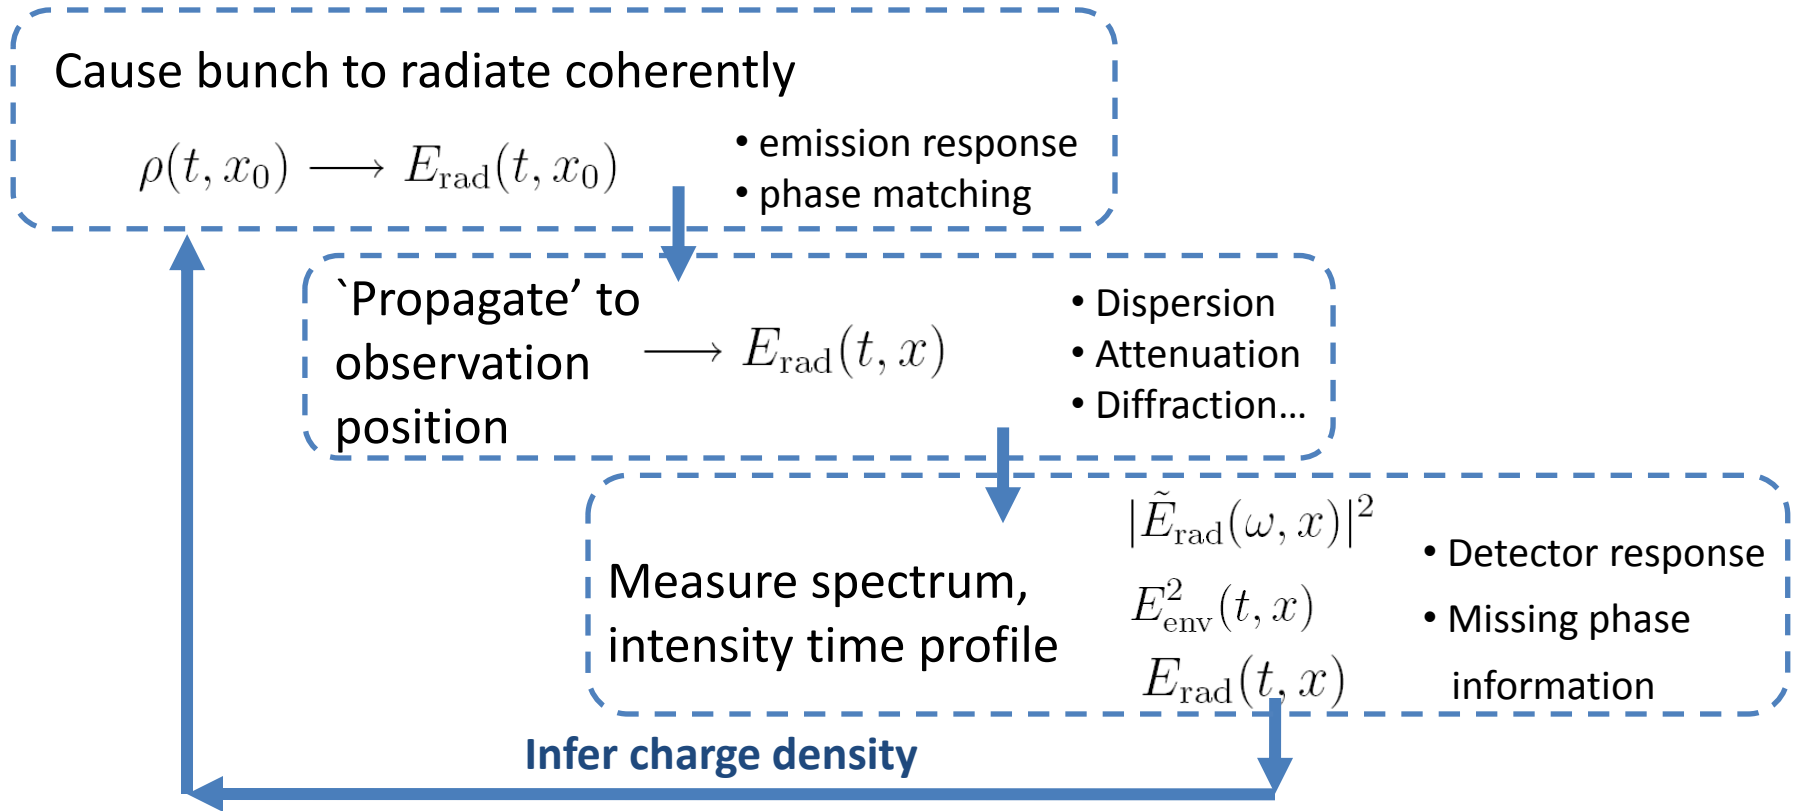 Cause bunch to radiate coherently
ρ(t, x₀) ⟶ E_rad(t, x₀)
• emission response
• phase matching
`Propagate’ to
observation
position
⟶ E_rad(t, x)
• Dispersion
• Attenuation
• Diffraction…
Measure spectrum,
intensity time profile
|Ẽ_rad(ω, x)|²
E²_env(t, x)
E_rad(t, x)
• Detector response
• Missing phase
information
Infer charge density